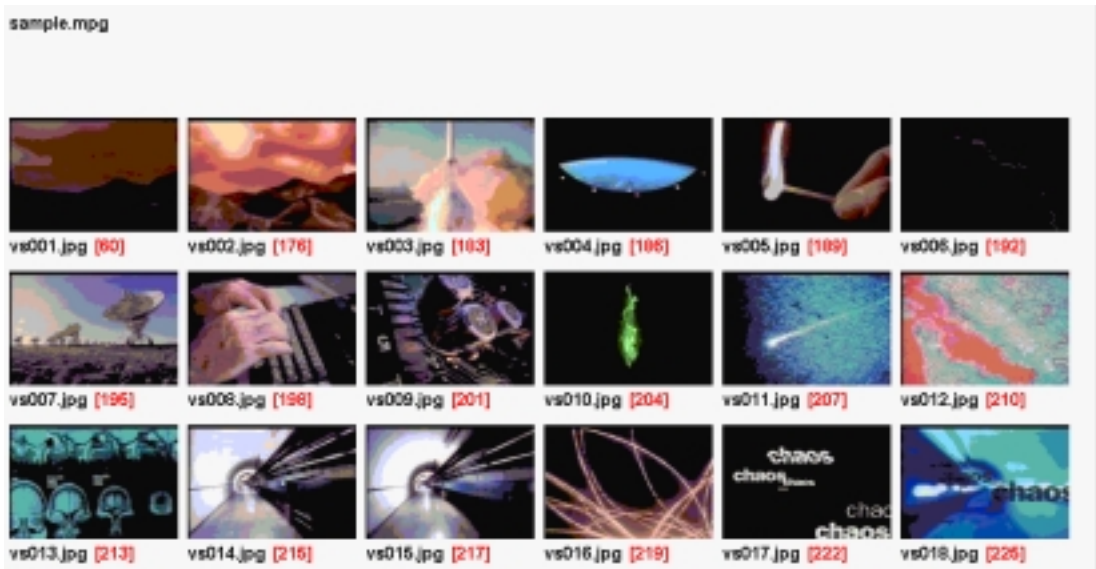 sample.mpg
vs001.jpg [60] vs002.jpg [176] vs003.jpg [183] vs004.jpg [186] vs005.jpg [189] vs006.jpg [192]
vs007.jpg [195] vs008.jpg [198] vs009.jpg [201] vs010.jpg [204] vs011.jpg [207] vs012.jpg [210]
chaos
chaos chaos
chaos
chaos
chaos
vs013.jpg [213] vs014.jpg [215] vs015.jpg [217] vs016.jpg [219] vs017.jpg [222] vs018.jpg [225]